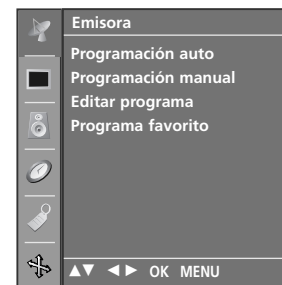 Emisora
Programación auto
Programación manual
Editar programa
Programa favorito
▲▼ ◄► OK MENU